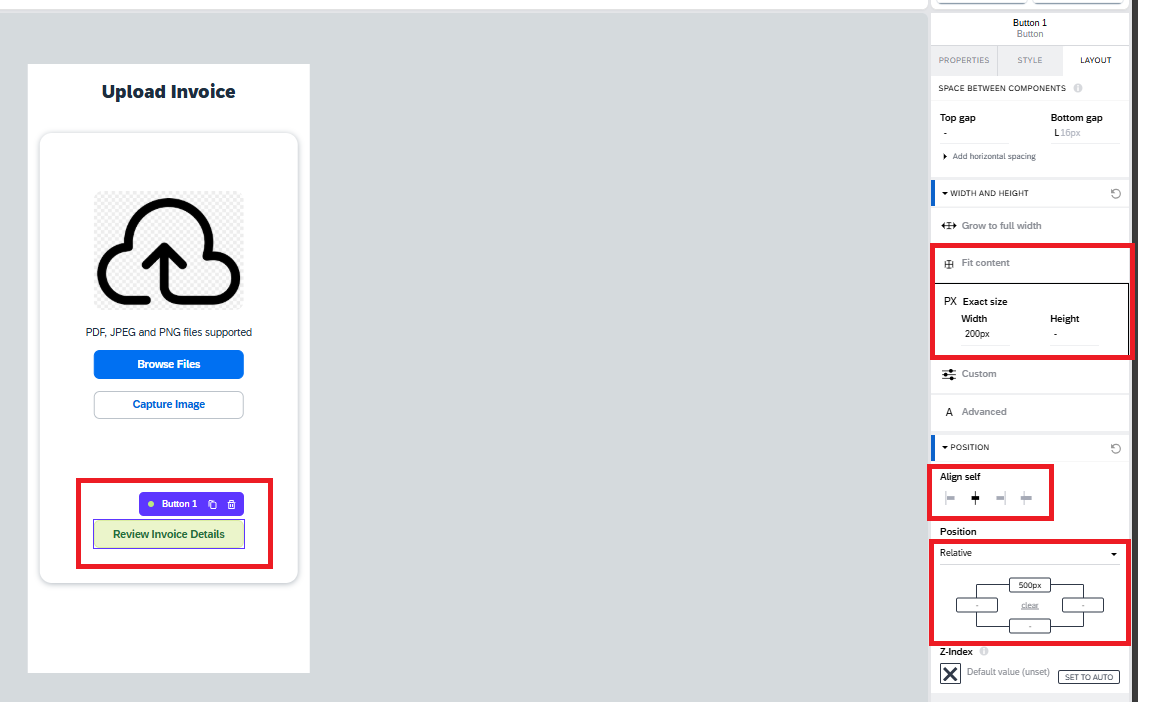 Upload Invoice
PDF, JPEG and PNG files supported
Browse Files
Capture Image
Button 1
Review Invoice Details
Button 1
Button
PROPERTIES STYLE LAYOUT
SPACE BETWEEN COMPONENTS
Top gap Bottom gap
- L 16px
Add horizontal spacing
WIDTH AND HEIGHT
Grow to full width
Fit content
PX Exact size
Width Height
200px -
Custom
A Advanced
POSITION
Align self
Position
Relative
500px
- clear -
-
Z-Index
Default value (unset) SET TO AUTO